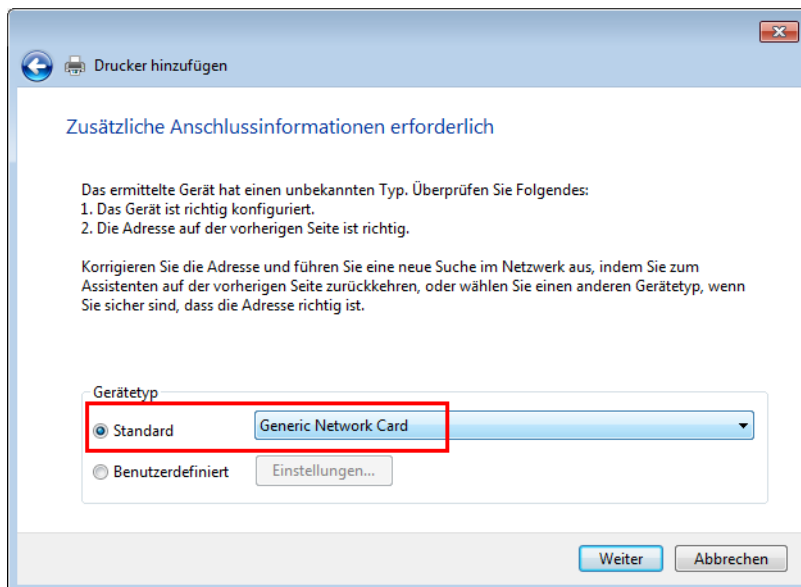 Drucker hinzufügen
Zusätzliche Anschlussinformationen erforderlich
Das ermittelte Gerät hat einen unbekannten Typ. Überprüfen Sie Folgendes:
1. Das Gerät ist richtig konfiguriert.
2. Die Adresse auf der vorherigen Seite ist richtig.
Korrigieren Sie die Adresse und führen Sie eine neue Suche im Netzwerk aus, indem Sie zum
Assistenten auf der vorherigen Seite zurückkehren, oder wählen Sie einen anderen Gerätetyp, wenn
Sie sicher sind, dass die Adresse richtig ist.
Gerätetyp
Standard Generic Network Card
Benutzerdefiniert Einstellungen...
Weiter Abbrechen